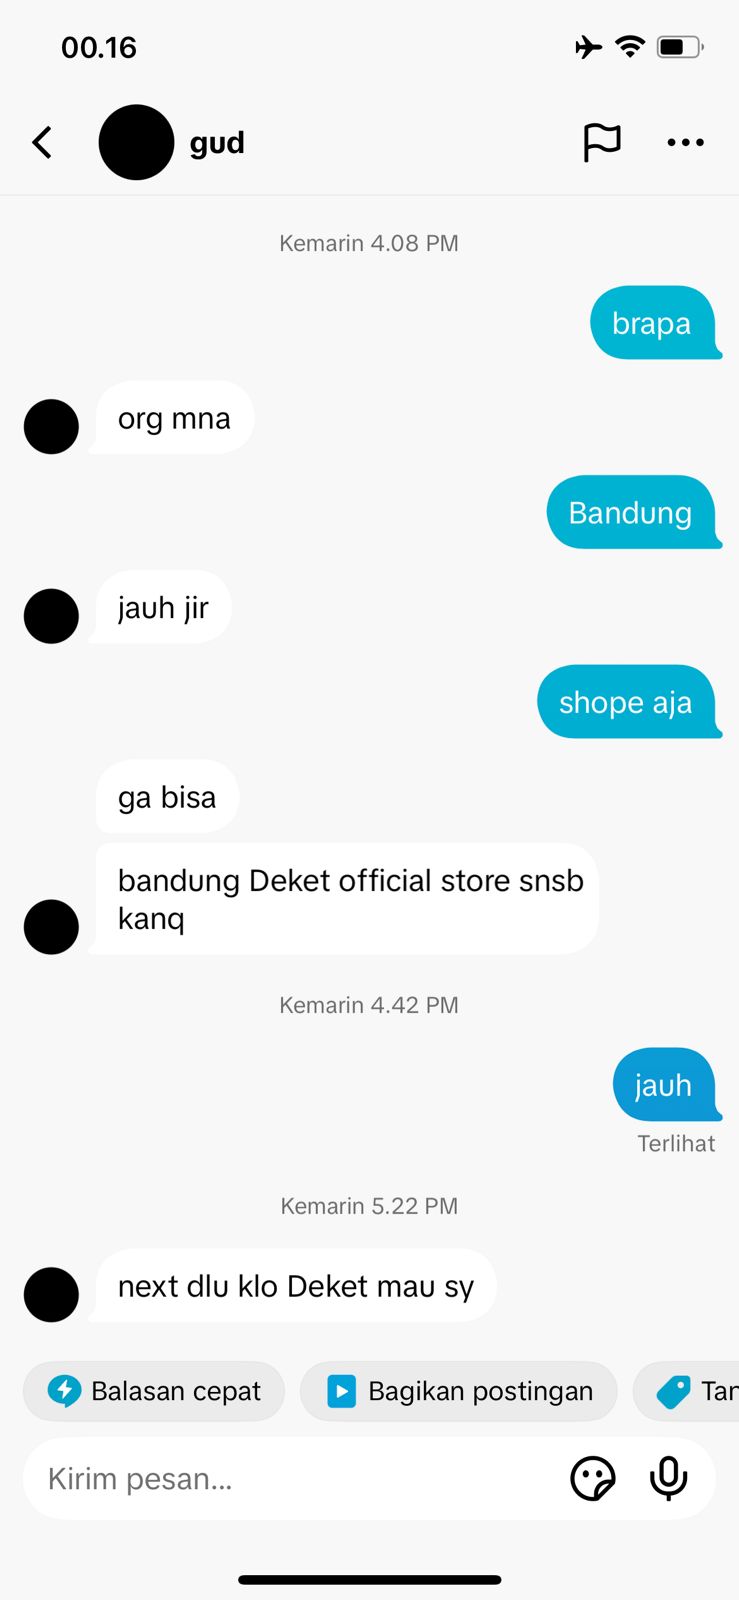 00.16
gud
Kemarin 4.08 PM
brapa
org mna
Bandung
jauh jir
shope aja
ga bisa
bandung Deket official store snsb
kanq
Kemarin 4.42 PM
jauh
Terlihat
Kemarin 5.22 PM
next dlu klo Deket mau sy
Balasan cepat
Bagikan postingan
Tan
Kirim pesan...